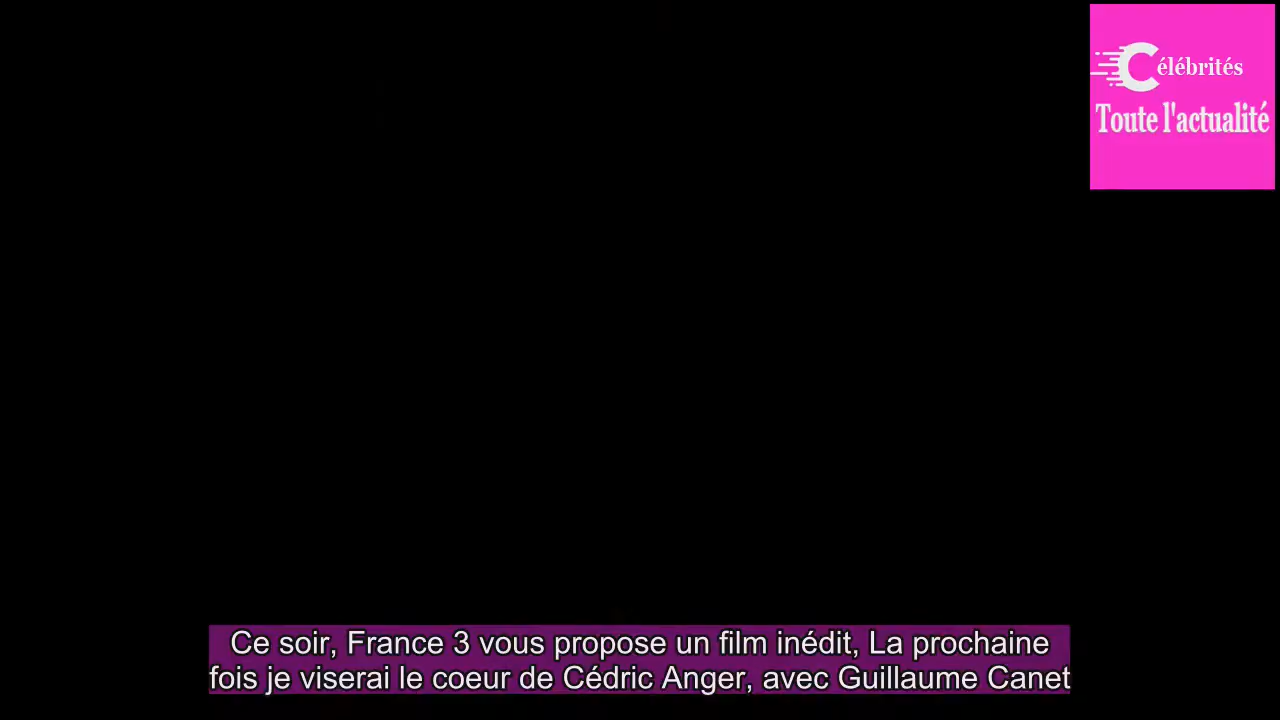 Célébrités
Toute l'actualité
Ce soir, France 3 vous propose un film inédit, La prochaine
fois je viserai le coeur de Cédric Anger, avec Guillaume Canet